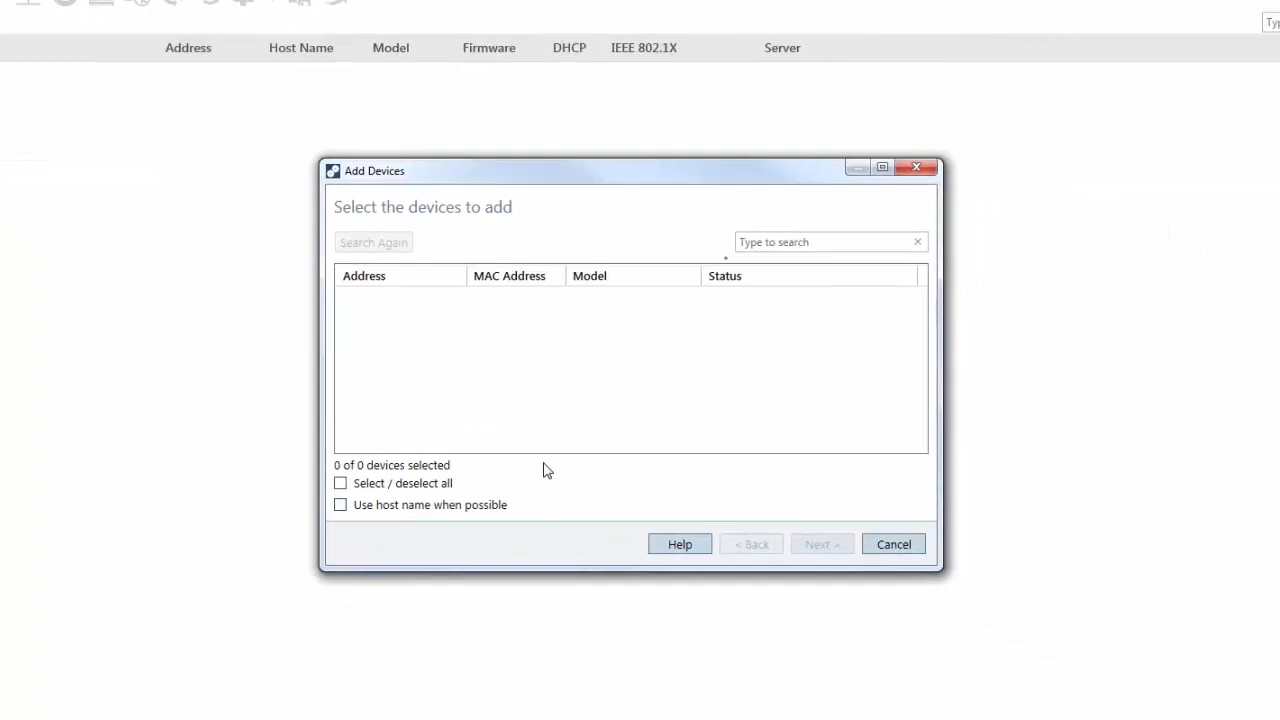 Typ
Address Host Name Model Firmware DHCP IEEE 802.1X Server
Add Devices
Select the devices to add
Search Again Type to search
Address MAC Address Model Status
0 of 0 devices selected
Select / deselect all
Use host name when possible
Help < Back Next > Cancel